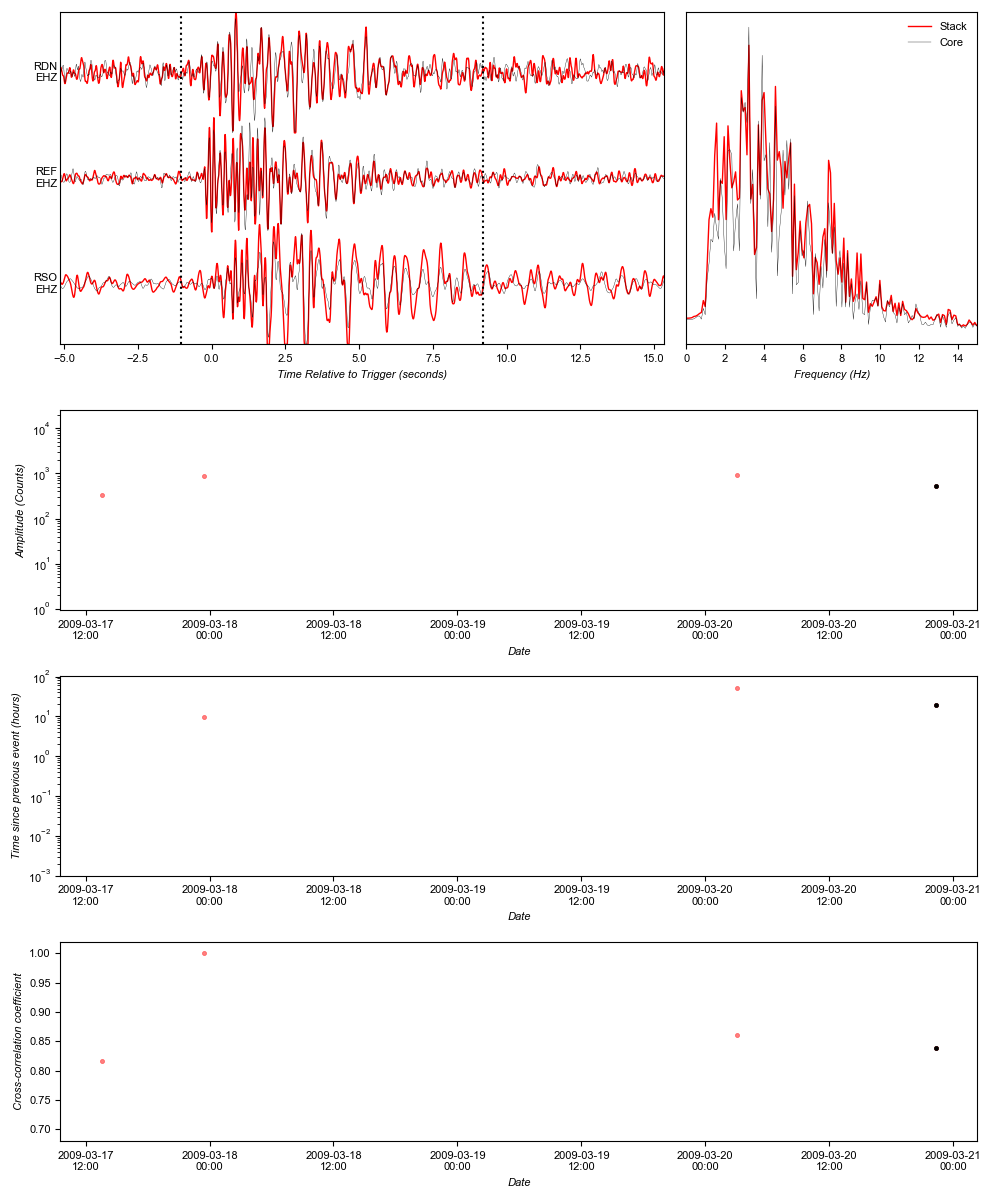 RDN
EHZ
REF
EHZ
RSO
EHZ
−5.0 −2.5 0.0 2.5 5.0 7.5 10.0 12.5 15.0
Time Relative to Trigger (seconds)
Stack
Core
0 2 4 6 8 10 12 14
Frequency (Hz)
10⁴
10³
10²
10¹
10⁰
Amplitude (Counts)
2009-03-17 2009-03-18 2009-03-18 2009-03-19 2009-03-19 2009-03-20 2009-03-20 2009-03-21
12:00 00:00 12:00 00:00 12:00 00:00 12:00 00:00
Date
10²
10¹
10⁰
10⁻¹
10⁻²
10⁻³
Time since previous event (hours)
2009-03-17 2009-03-18 2009-03-18 2009-03-19 2009-03-19 2009-03-20 2009-03-20 2009-03-21
12:00 00:00 12:00 00:00 12:00 00:00 12:00 00:00
Date
1.00
0.95
0.90
0.85
0.80
0.75
0.70
Cross-correlation coefficient
2009-03-17 2009-03-18 2009-03-18 2009-03-19 2009-03-19 2009-03-20 2009-03-20 2009-03-21
12:00 00:00 12:00 00:00 12:00 00:00 12:00 00:00
Date